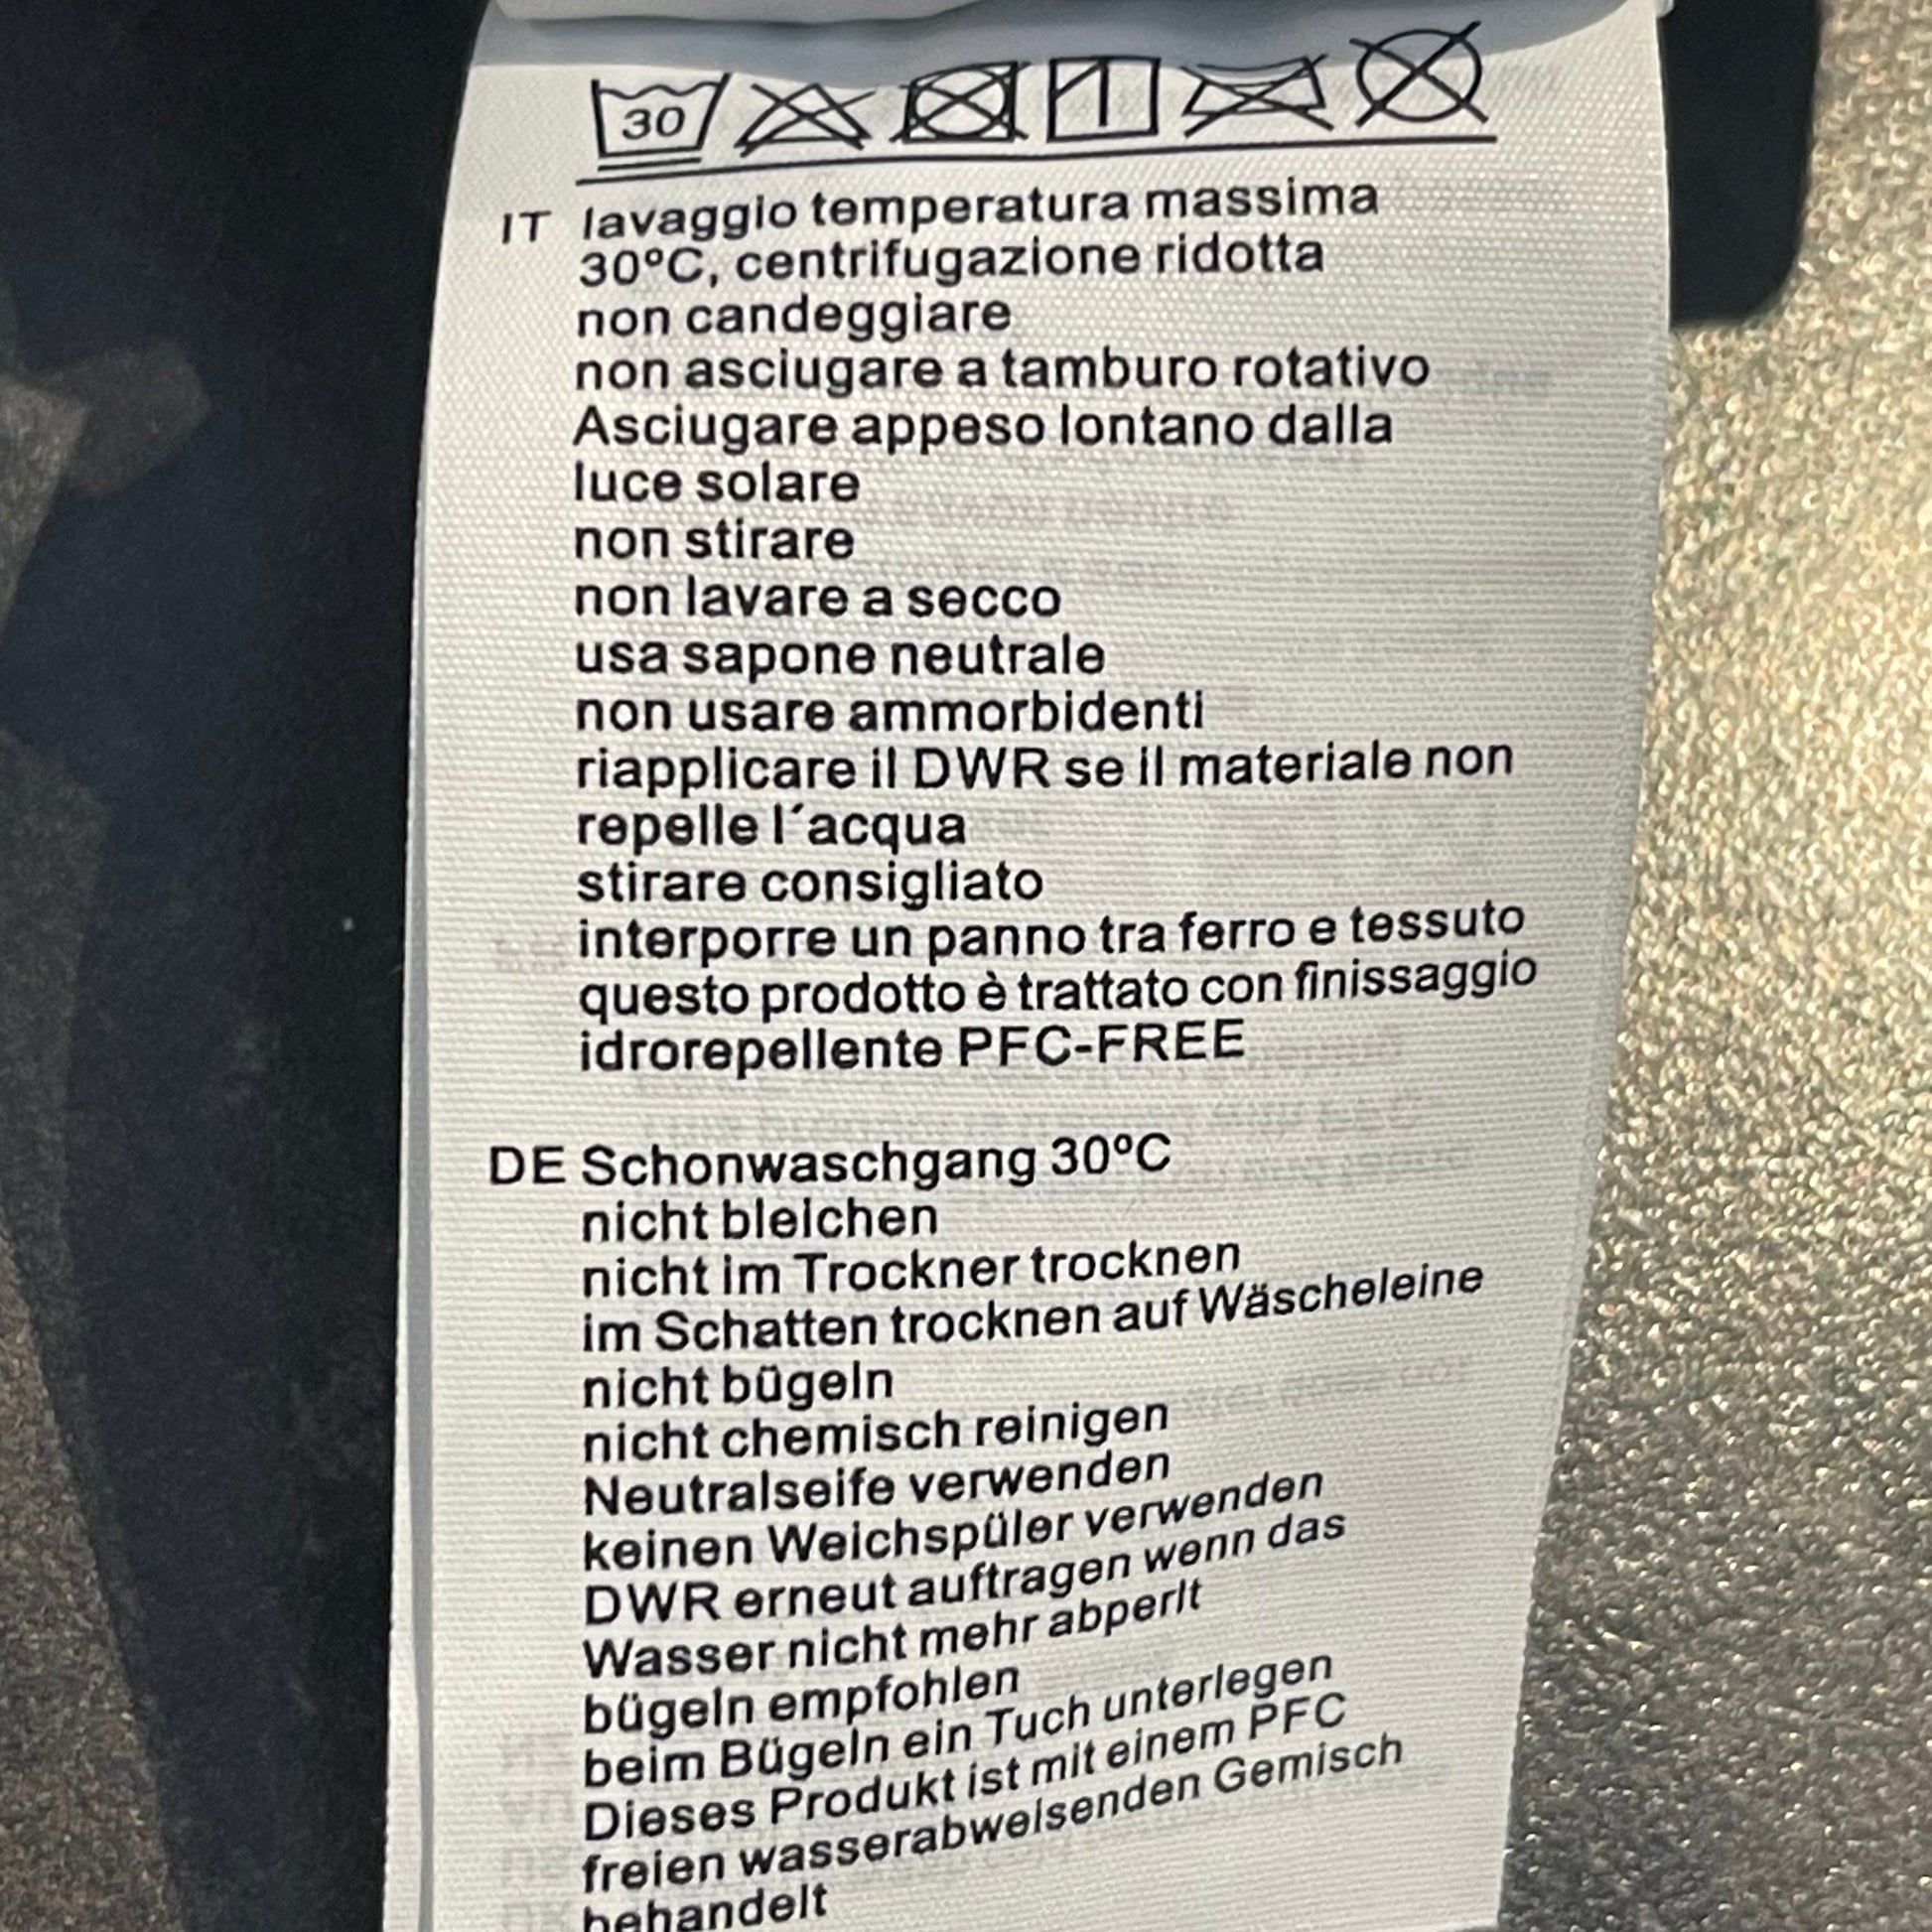 30
IT lavaggio temperatura massima
30°C, centrifugazione ridotta
non candeggiare
non asciugare a tamburo rotativo
Asciugare appeso lontano dalla
luce solare
non stirare
non lavare a secco
usa sapone neutrale
non usare ammorbidenti
riapplicare il DWR se il materiale non
repelle l´acqua
stirare consigliato
interporre un panno tra ferro e tessuto
questo prodotto è trattato con finissaggio
idrorepellente PFC-FREE
DE Schonwaschgang 30°C
nicht bleichen
nicht im Trockner trocknen
im Schatten trocknen auf Wäscheleine
nicht bügeln
nicht chemisch reinigen
Neutralseife verwenden
keinen Weichspüler verwenden
DWR erneut auftragen wenn das
Wasser nicht mehr abperlt
bügeln empfohlen
beim Bügeln ein Tuch unterlegen
Dieses Produkt ist mit einem PFC
freien wasserabweisenden Gemisch
behandelt